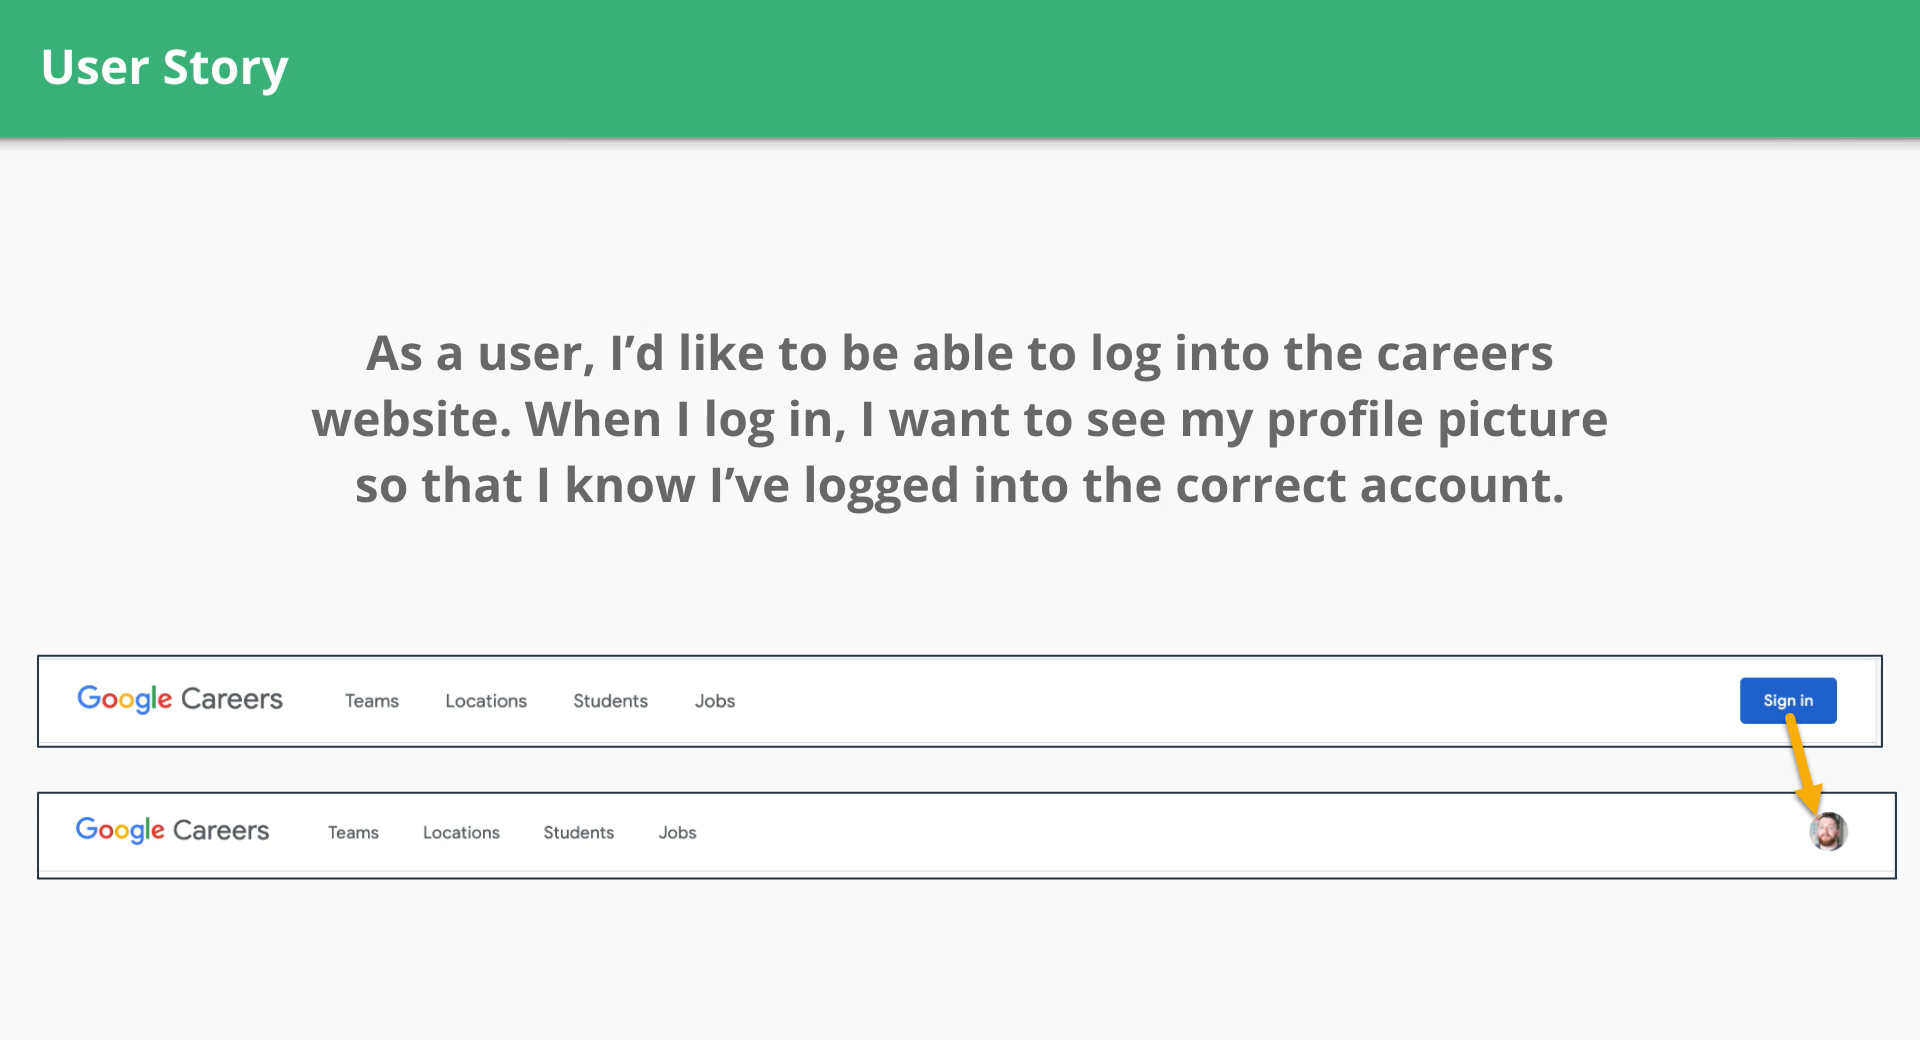 User Story
As a user, I’d like to be able to log into the careers
website. When I log in, I want to see my profile picture
so that I know I’ve logged into the correct account.
Google Careers Teams Locations Students Jobs Sign in
Google Careers Teams Locations Students Jobs